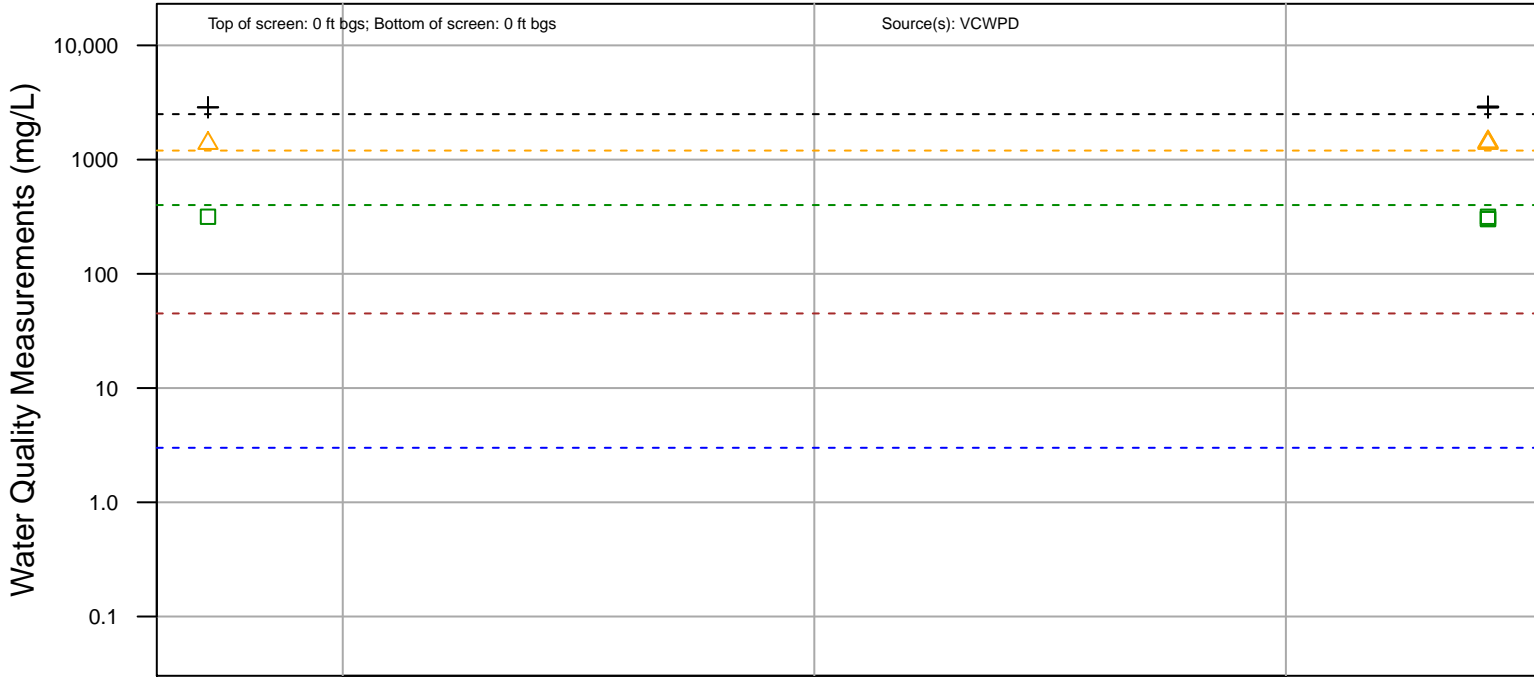 Top of screen: 0 ft bgs; Bottom of screen: 0 ft bgs
Source(s): VCWPD
Water Quality Measurements (mg/L)
10,000
1000
100
10
1.0
0.1